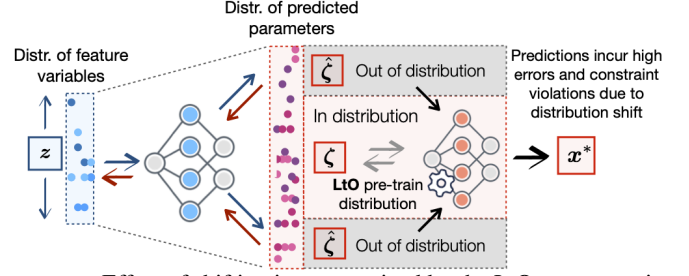 Distr. of predicted
parameters
Distr. of feature
variables
z
ζ̂ Out of distribution
In distribution
ζ
LtO pre-train
distribution
ζ̂ Out of distribution
Predictions incur high
errors and constraint
violations due to
distribution shift
x*